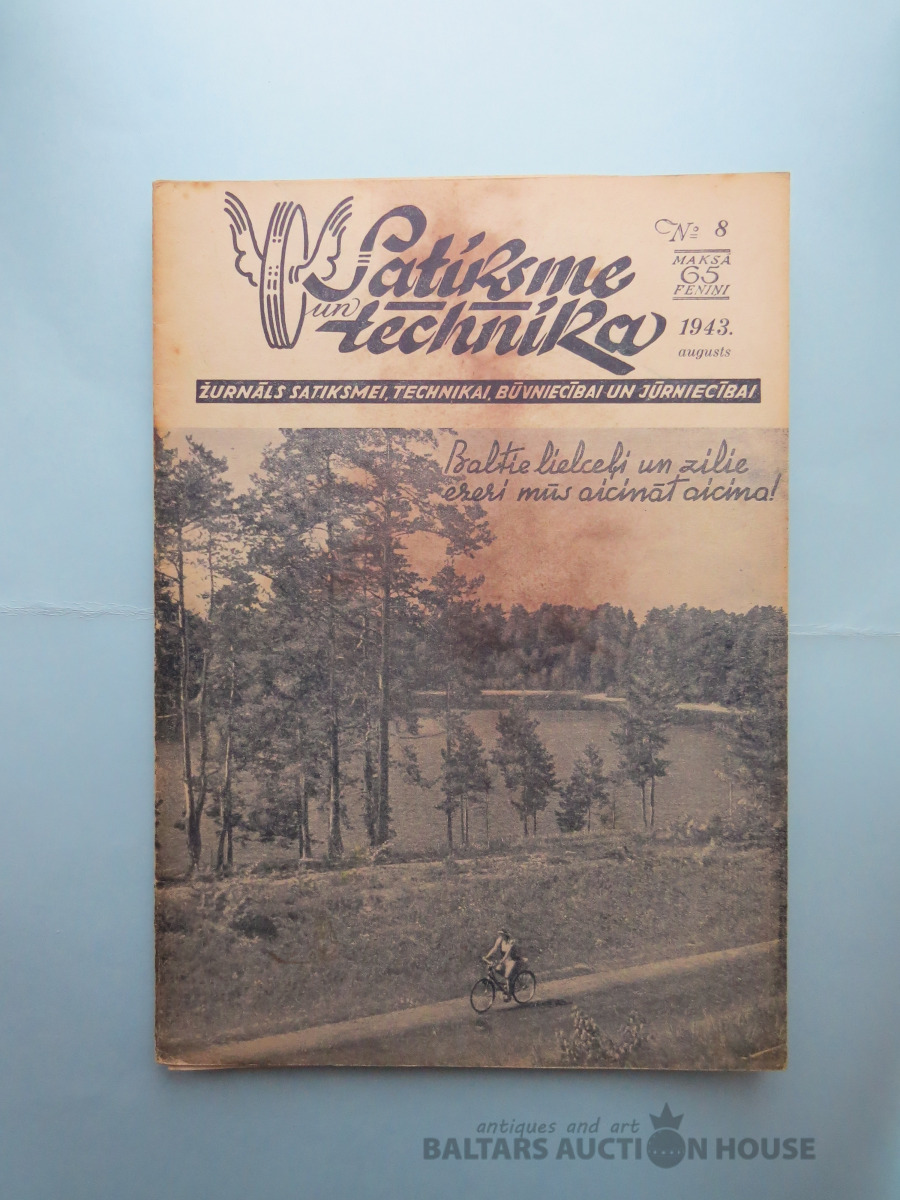 Satiksme
un
technika
No 8
MAKSĀ
65
FENIŅI
1943.
augusts
ŽURNĀLS SATIKSMEI, TECHNIKAI, BŪVNIECĪBAI UN JŪRNIECĪBAI
Baltie lielceļi un zilie
ezeri mūs aicināt aicina!
antiques and art
BALTARS AUCTION HOUSE